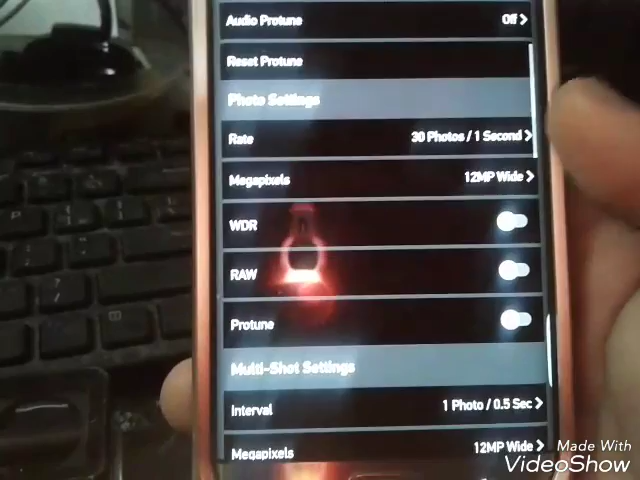 Audio Protune Off >
Reset Protune
Photo Settings
Rate 30 Photos / 1 Second >
Megapixels 12MP Wide >
WDR
RAW
Protune
Multi-Shot Settings
Interval 1 Photo / 0.5 Sec >
Megapixels 12MP Wide >
Made With
VideoShow